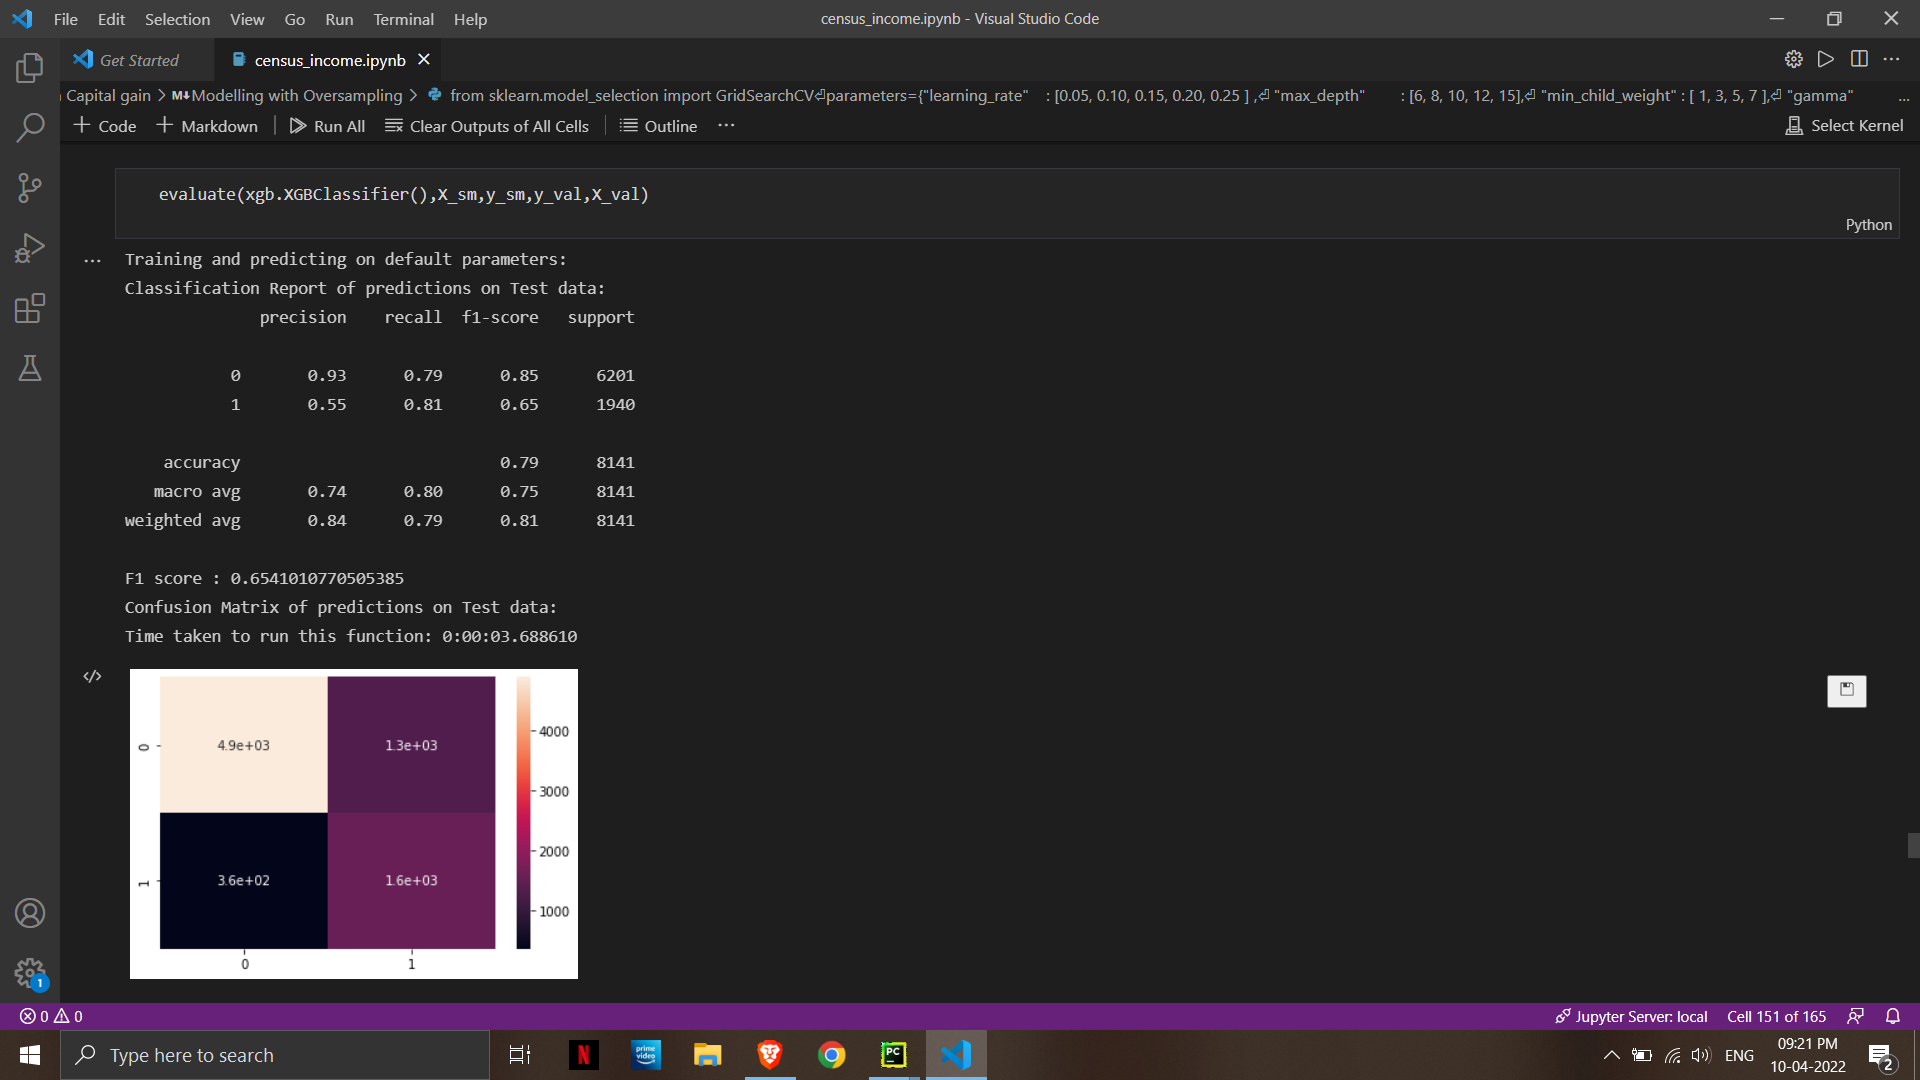 File Edit Selection View Go Run Terminal Help
census_income.ipynb - Visual Studio Code
Get Started
census_income.ipynb
Capital gain > M↓Modelling with Oversampling > from sklearn.model_selection import GridSearchCV⏎parameters={"learning_rate" : [0.05, 0.10, 0.15, 0.20, 0.25 ] ,⏎ "max_depth" : [6, 8, 10, 12, 15],⏎ "min_child_weight" : [ 1, 3, 5, 7 ],⏎ "gamma" ...
+ Code + Markdown Run All Clear Outputs of All Cells Outline ... Select Kernel
evaluate(xgb.XGBClassifier(),X_sm,y_sm,y_val,X_val)
Python
Training and predicting on default parameters:
Classification Report of predictions on Test data:
precision recall f1-score support
0 0.93 0.79 0.85 6201
1 0.55 0.81 0.65 1940
accuracy 0.79 8141
macro avg 0.74 0.80 0.75 8141
weighted avg 0.84 0.79 0.81 8141
F1 score : 0.6541010770505385
Confusion Matrix of predictions on Test data:
Time taken to run this function: 0:00:03.688610
0 4.9e+03 1.3e+03
1 3.6e+02 1.6e+03
0 1
4000
3000
2000
1000
1
0 0
Jupyter Server: local Cell 151 of 165
Type here to search
N
prime video
PC
ENG
09:21 PM
10-04-2022
2